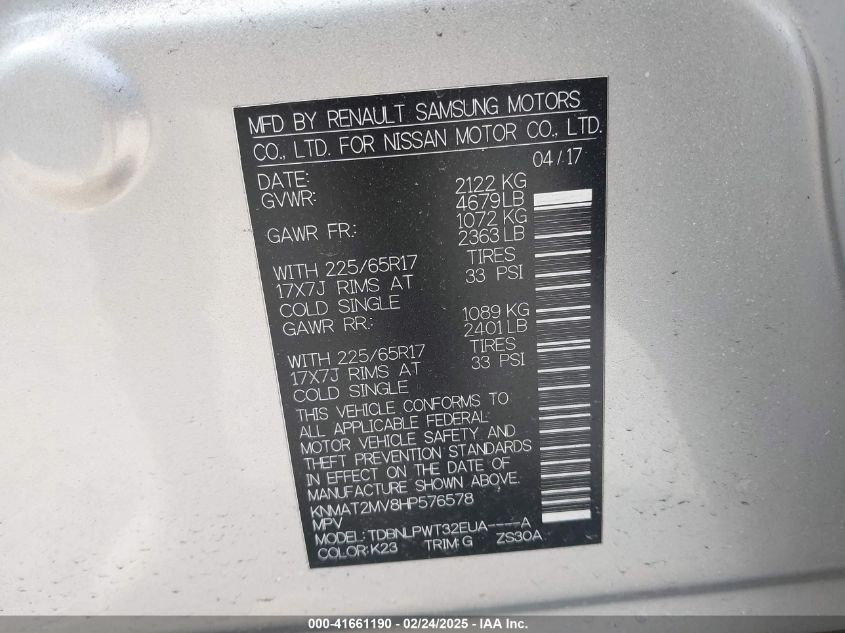 MFD BY RENAULT SAMSUNG MOTORS
CO., LTD. FOR NISSAN MOTOR CO., LTD.
DATE: 04/17
GVWR: 2122 KG
4679LB
GAWR FR.: 1072 KG
2363 LB
WITH 225/65R17 TIRES
17X7J RIMS AT 33 PSI
COLD SINGLE
GAWR RR.: 1089 KG
2401 LB
WITH 225/65R17 TIRES
17X7J RIMS AT 33 PSI
COLD SINGLE
THIS VEHICLE CONFORMS TO
ALL APPLICABLE FEDERAL
MOTOR VEHICLE SAFETY AND
THEFT PREVENTION STANDARDS
IN EFFECT ON THE DATE OF
MANUFACTURE SHOWN ABOVE.
KNMAT2MV8HP576578
MPV
MODEL: TDBNLPWT32EUA----A
COLOR: K23 TRIM: G ZS30A
000-41661190 - 02/24/2025 - IAA Inc.